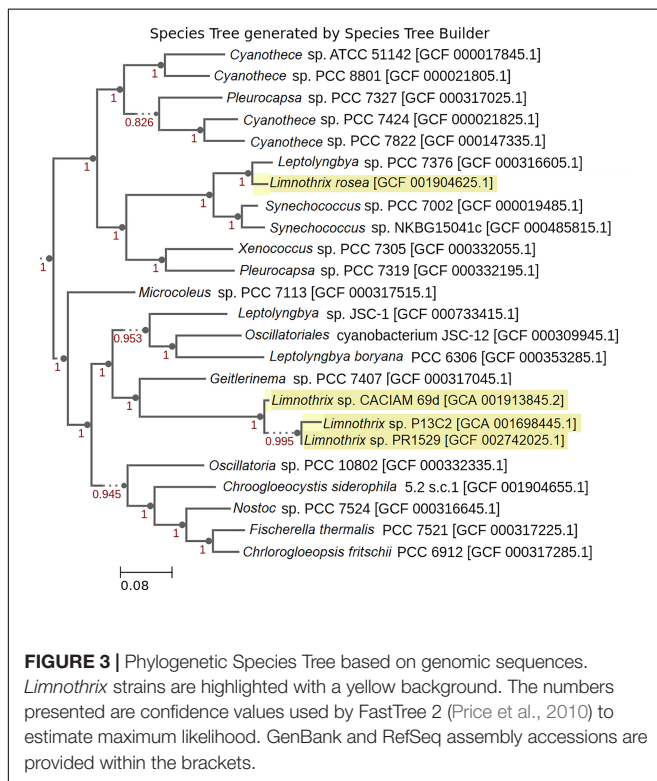 Species Tree generated by Species Tree Builder
Cyanothece sp. ATCC 51142 [GCF 000017845.1]
Cyanothece sp. PCC 8801 [GCF 000021805.1]
1
Pleurocapsa sp. PCC 7327 [GCF 000317025.1]
1
0.826
Cyanothece sp. PCC 7424 [GCF 000021825.1]
Cyanothece sp. PCC 7822 [GCF 000147335.1]
1
Leptolyngbya sp. PCC 7376 [GCF 000316605.1]
1
Limnothrix rosea [GCF 001904625.1]
1
Synechococcus sp. PCC 7002 [GCF 000019485.1]
1
Synechococcus sp. NKBG15041c [GCF 000485815.1]
1
1
Xenococcus sp. PCC 7305 [GCF 000332055.1]
1
Pleurocapsa sp. PCC 7319 [GCF 000332195.1]
1
Microcoleus sp. PCC 7113 [GCF 000317515.1]
Leptolyngbya sp. JSC-1 [GCF 000733415.1]
0.953
Oscillatoriales cyanobacterium JSC-12 [GCF 000309945.1]
Leptolyngbya boryana PCC 6306 [GCF 000353285.1]
1
1
1
Geitlerinema sp. PCC 7407 [GCF 000317045.1]
Limnothrix sp. CACIAM 69d [GCA 001913845.2]
1
1
Limnothrix sp. P13C2 [GCA 001698445.1]
0.995
Limnothrix sp. PR1529 [GCF 002742025.1]
1
Oscillatoria sp. PCC 10802 [GCF 000332335.1]
0.945
Chroogloeocystis siderophila 5.2 s.c.1 [GCF 001904655.1]
1
Nostoc sp. PCC 7524 [GCF 000316645.1]
1
Fischerella thermalis PCC 7521 [GCF 000317225.1]
1
Chrlorogloeopsis fritschii PCC 6912 [GCF 000317285.1]
0.08
FIGURE 3 | Phylogenetic Species Tree based on genomic sequences.
Limnothrix strains are highlighted with a yellow background. The numbers
presented are confidence values used by FastTree 2 (Price et al., 2010) to
estimate maximum likelihood. GenBank and RefSeq assembly accessions are
provided within the brackets.